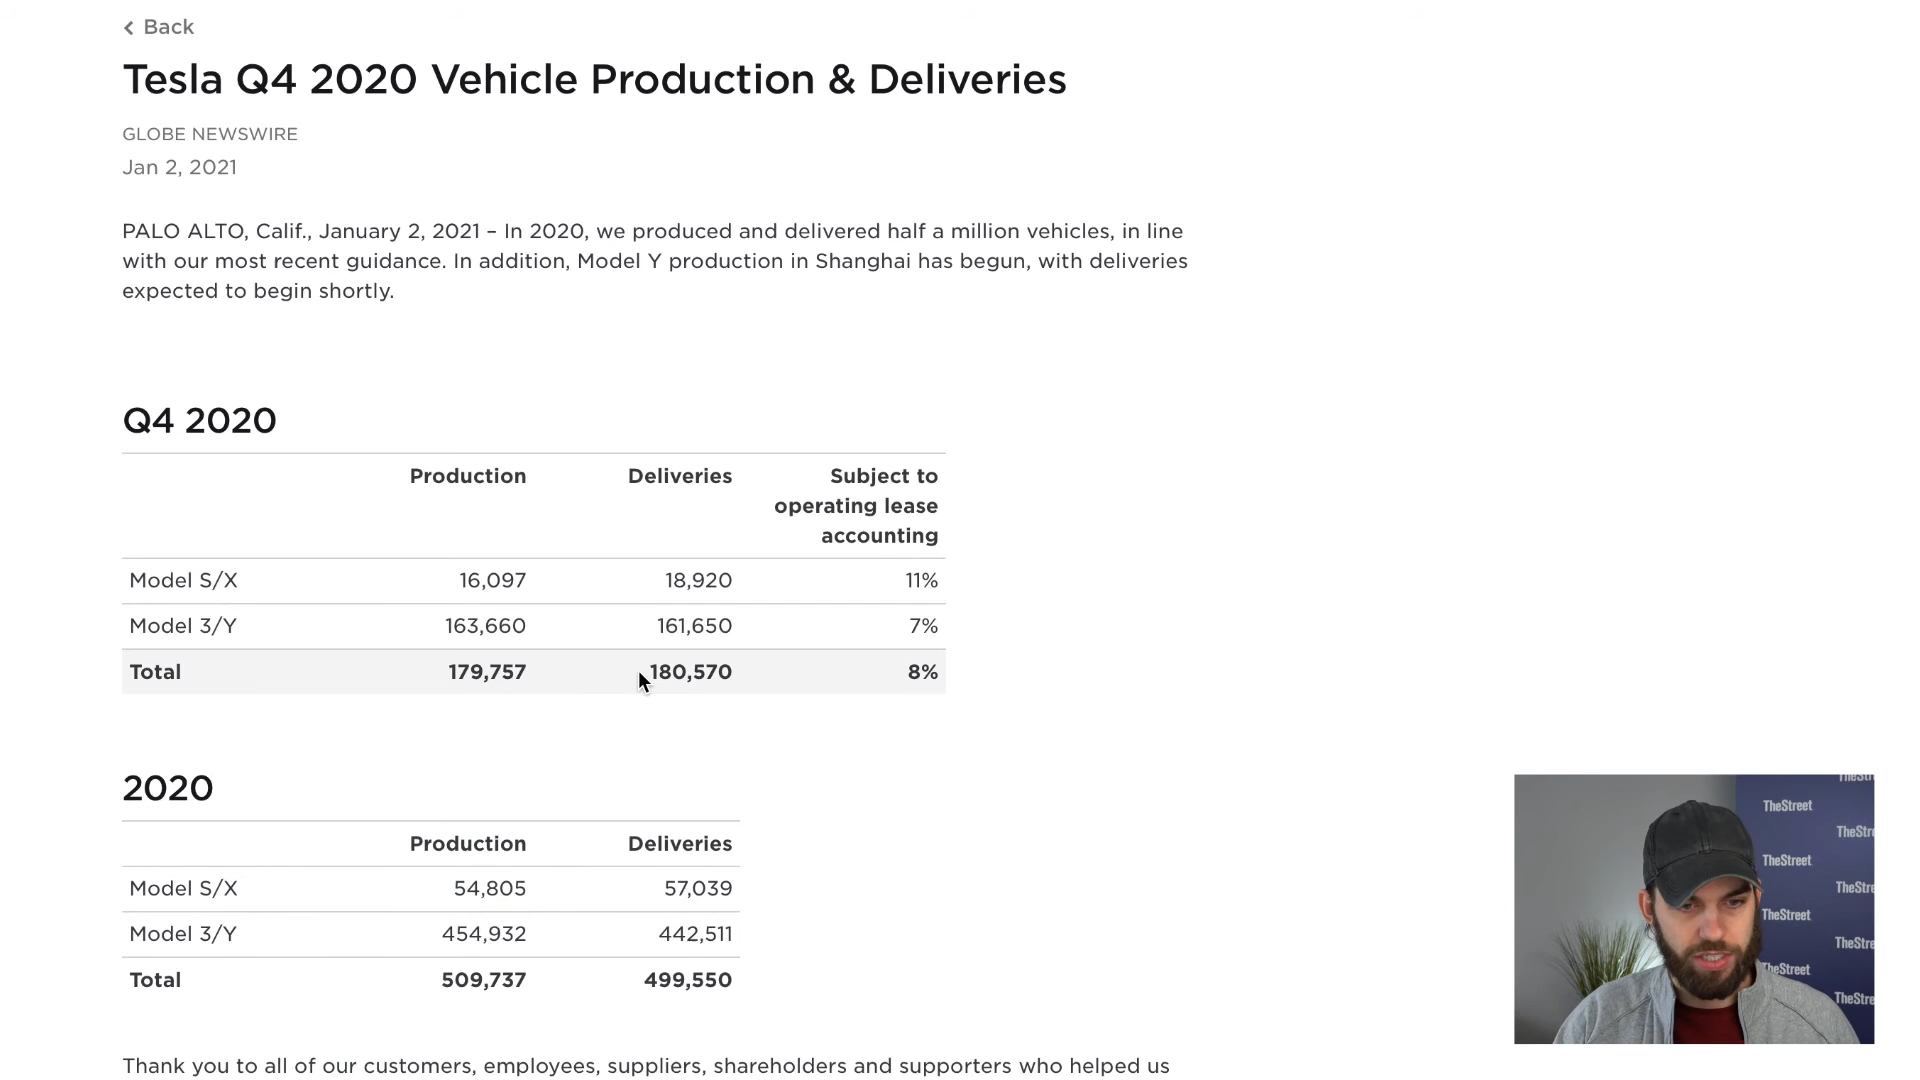 Back
Tesla Q4 2020 Vehicle Production & Deliveries
GLOBE NEWSWIRE
Jan 2, 2021
PALO ALTO, Calif., January 2, 2021 – In 2020, we produced and delivered half a million vehicles, in line
with our most recent guidance. In addition, Model Y production in Shanghai has begun, with deliveries
expected to begin shortly.
Q4 2020
Production Deliveries Subject to
operating lease
accounting
Model S/X 16,097 18,920 11%
Model 3/Y 163,660 161,650 7%
Total 179,757 180,570 8%
2020
Production Deliveries
Model S/X 54,805 57,039
Model 3/Y 454,932 442,511
Total 509,737 499,550
Thank you to all of our customers, employees, suppliers, shareholders and supporters who helped us
TheStr
TheStreet
TheStr
TheStreet
TheStre
TheStreet
TheStre
TheStreet
TheStre